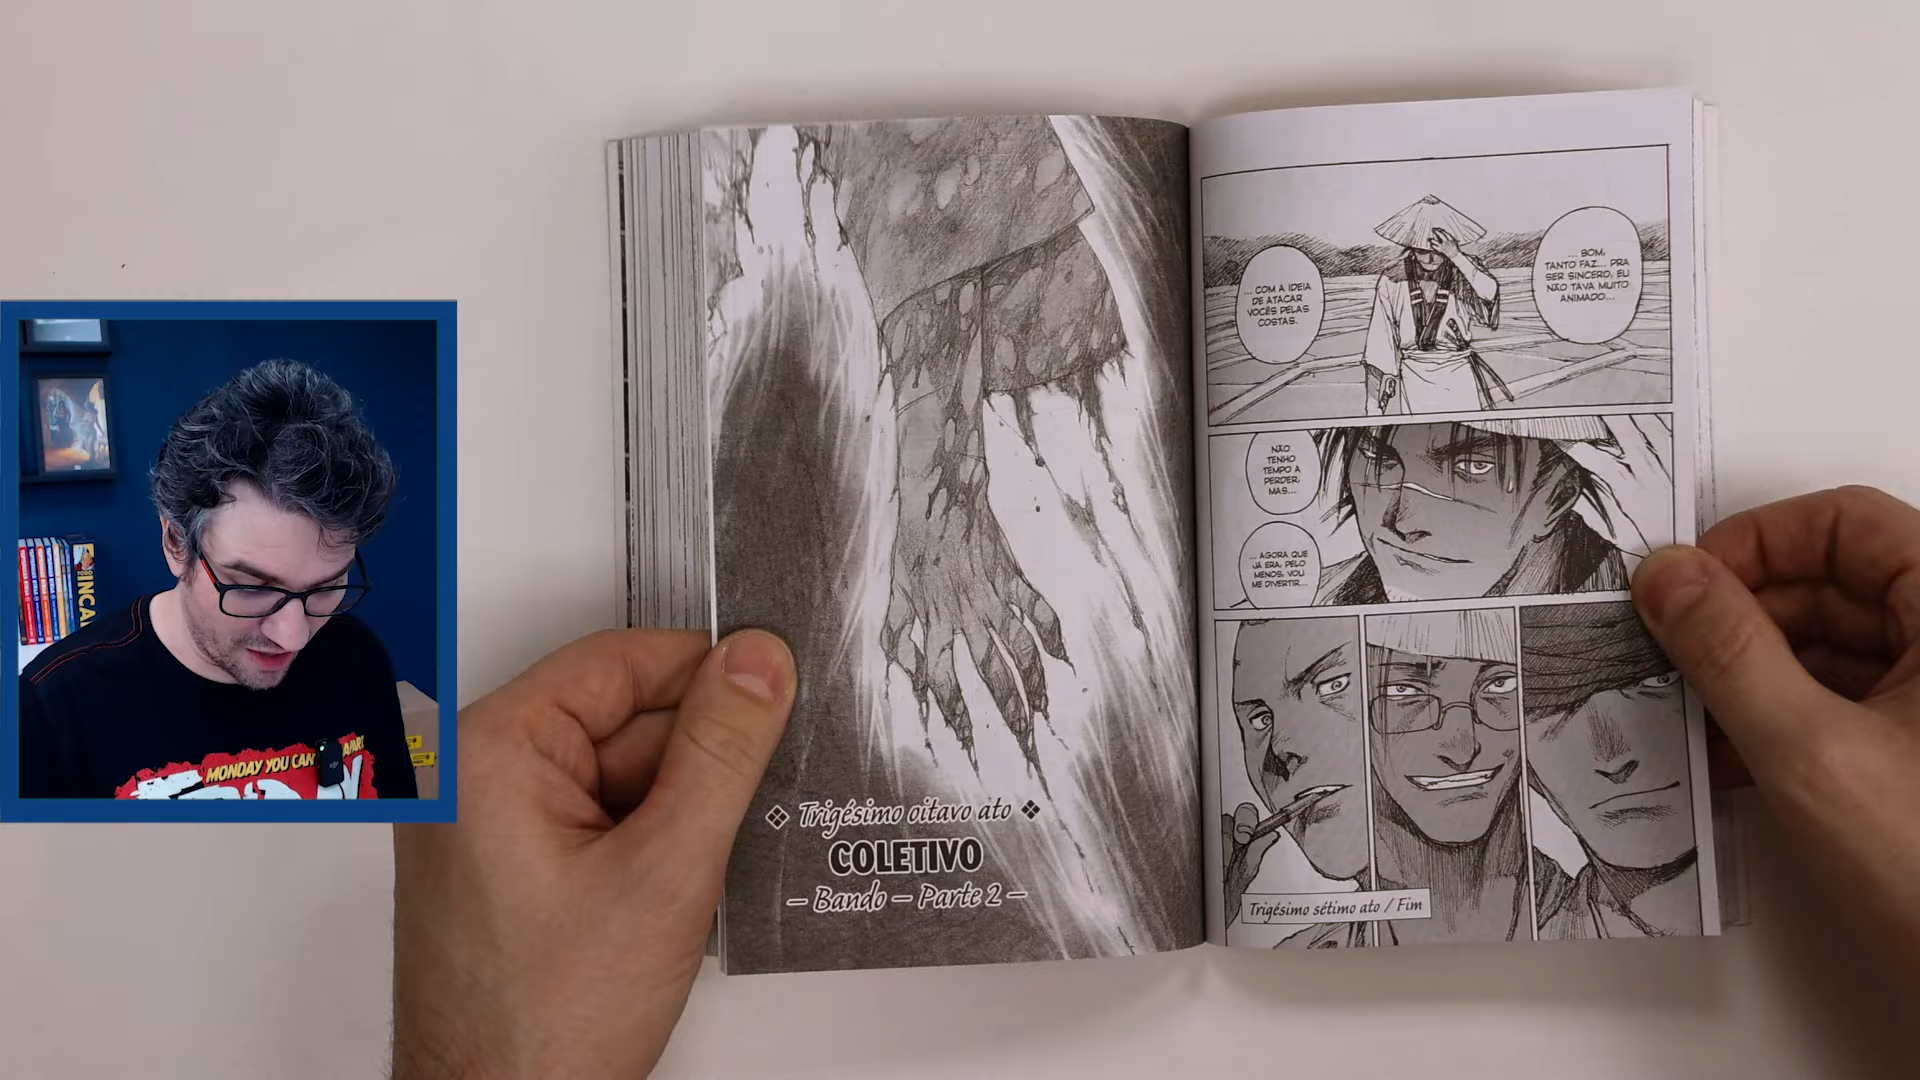 ... BOM,
TANTO FAZ... PRA
SER SINCERO, EU
NÃO TAVA MUITO
ANIMADO...
... COM A IDEIA
DE ATACAR
VOCÊS PELAS
COSTAS.
NÃO
TENHO
TEMPO A
PERDER,
MAS...
... AGORA QUE
JÁ ERA, PELO
MENOS, VOU
ME DIVERTIR...
Trigésimo sétimo ato / Fim
❖ Trigésimo oitavo ato ❖
COLETIVO
– Bando – Parte 2 –
MONDAY YOU CAN
APART
INCA